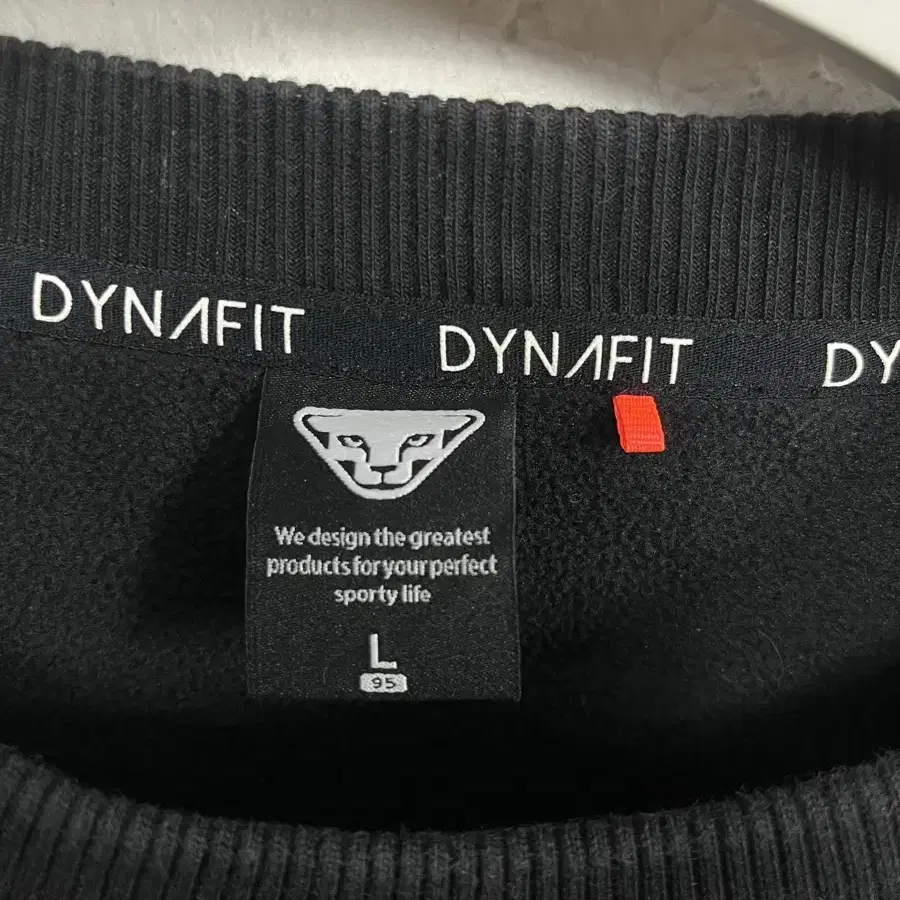 DYNAFIT DYNAFIT DY
We design the greatest
products for your perfect
sporty life
L
95